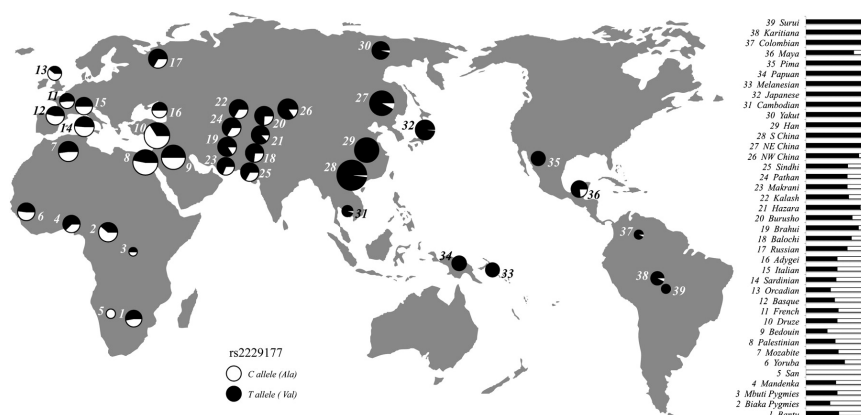 30
13
17
11
15
12
14
16
10
7
8
9
22
24
19
23
20
26
21
18
25
27
32
29
28
31
35
36
6
4
2
3
5
1
34
33
37
38
39
rs2229177
C allele (Ala)
T allele ( Val)
39 Surui
38 Karitiana
37 Colombian
36 Maya
35 Pima
34 Papuan
33 Melanesian
32 Japanese
31 Cambodian
30 Yakut
29 Han
28 S China
27 NE China
26 NW China
25 Sindhi
24 Pathan
23 Makrani
22 Kalash
21 Hazara
20 Burusho
19 Brahui
18 Balochi
17 Russian
16 Adygei
15 Italian
14 Sardinian
13 Orcadian
12 Basque
11 French
10 Druze
9 Bedouin
8 Palestinian
7 Mozabite
6 Yoruba
5 San
4 Mandenka
3 Mbuti Pygmies
2 Biaka Pygmies
1 Bantu